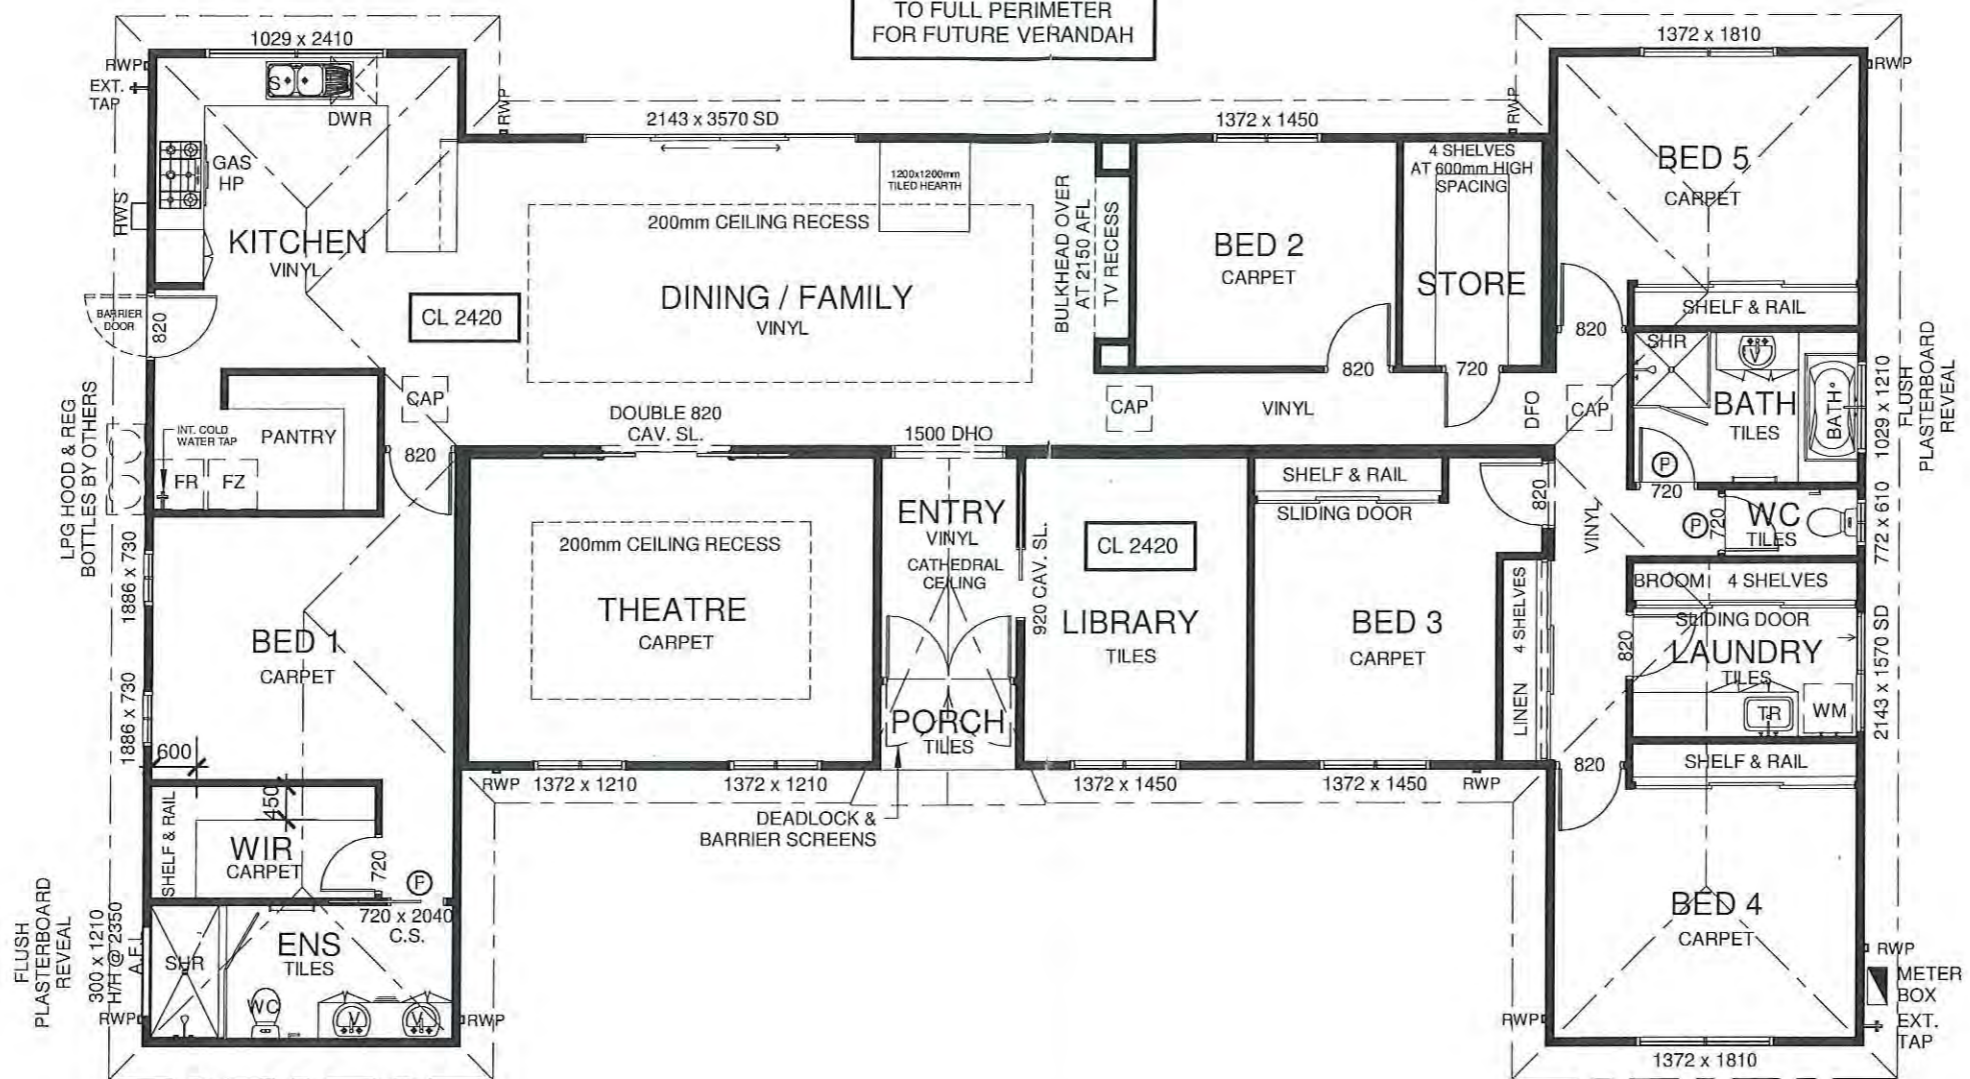 TO FULL PERIMETER
FOR FUTURE VERANDAH
1029 x 2410
1372 x 1810
RWP
EXT.
TAP
S
DWR
RWP
2143 x 3570 SD
1372 x 1450
RWP
RWP
GAS
HP
HWS
KITCHEN
VINYL
1200x1200mm
TILED HEARTH
200mm CEILING RECESS
DINING / FAMILY
VINYL
CL 2420
BULKHEAD OVER
AT 2150 AFL
TV RECESS
BED 2
CARPET
820
4 SHELVES
AT 600mm HIGH
SPACING
STORE
720
BED 5
CARPET
SHELF & RAIL
820
BARRIER
DOOR
820
LPG HOOD & REG
BOTTLES BY OTHERS
INT. COLD
WATER TAP
PANTRY
FR
FZ
CAP
820
DOUBLE 820
CAV. SL.
1500 DHO
CAP
VINYL
DFO
CAP
SHR
V
BATH
TILES
BATH
P
720
1029 x 1210
FLUSH
PLASTERBOARD
REVEAL
P
720
WC
TILES
772 x 610
VINYL
BROOM
4 SHELVES
SLIDING DOOR
820
LAUNDRY
TILES
TR
WM
2143 x 1570 SD
1886 x 730
1886 x 730
BED 1
CARPET
600
200mm CEILING RECESS
THEATRE
CARPET
ENTRY
VINYL
CATHEDRAL
CEILING
920 CAV. SL.
PORCH
TILES
CL 2420
LIBRARY
TILES
SHELF & RAIL
SLIDING DOOR
820
BED 3
CARPET
4 SHELVES
LINEN
820
SHELF & RAIL
RWP
1372 x 1210
1372 x 1210
1372 x 1450
1372 x 1450
RWP
DEADLOCK &
BARRIER SCREENS
450
SHELF & RAIL
WIR
CARPET
720
P
720 x 2040
C.S.
FLUSH
PLASTERBOARD
REVEAL
300 x 1210
H/H @ 2350
A.F.L
SHR
ENS
TILES
WC
V
V
RWP
RWP
BED 4
CARPET
RWP
RWP
METER
BOX
EXT.
TAP
1372 x 1810